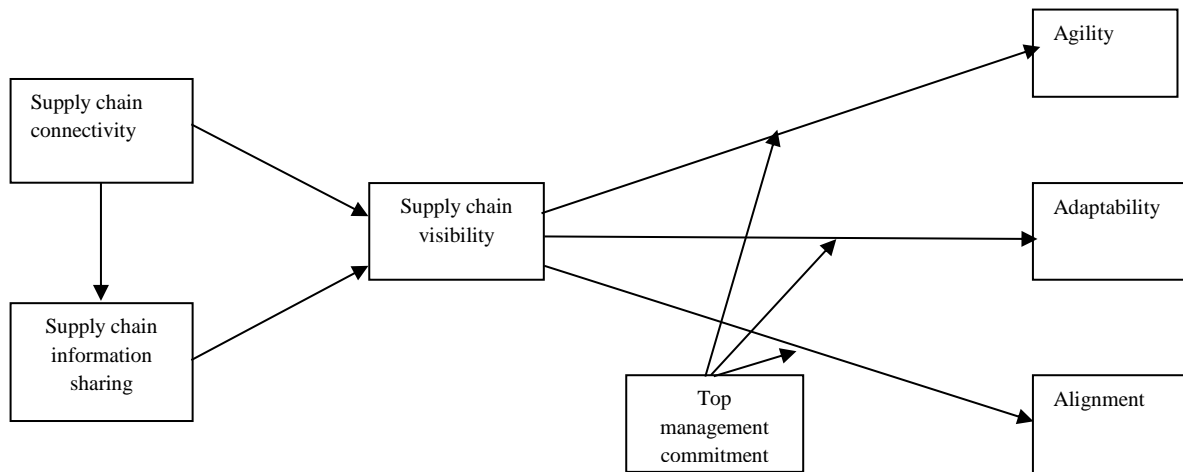 Agility
Supply chain
connectivity
Supply chain
visibility
Adaptability
Supply chain
information
sharing
Top
management
commitment
Alignment